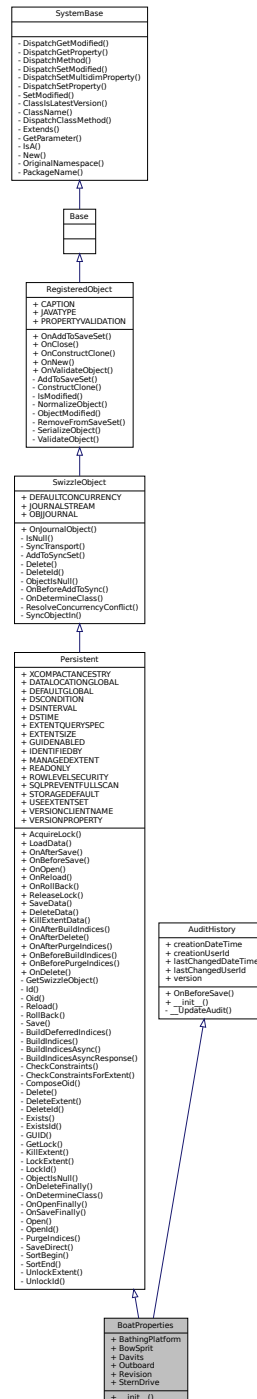 SystemBase
- DispatchGetModified()
- DispatchGetProperty()
- DispatchMethod()
- DispatchSetModified()
- DispatchSetMultidimProperty()
- DispatchSetProperty()
- SetModified()
- ClassIsLatestVersion()
- ClassName()
- DispatchClassMethod()
- Extends()
- GetParameter()
- IsA()
- New()
- OriginalNamespace()
- PackageName()
Base
RegisteredObject
+ CAPTION
+ JAVATYPE
+ PROPERTYVALIDATION
+ OnAddToSaveSet()
+ OnClose()
+ OnConstructClone()
+ OnNew()
+ OnValidateObject()
- AddToSaveSet()
- ConstructClone()
- IsModified()
- NormalizeObject()
- ObjectModified()
- RemoveFromSaveSet()
- SerializeObject()
- ValidateObject()
SwizzleObject
+ DEFAULTCONCURRENCY
+ JOURNALSTREAM
+ OBJJOURNAL
+ OnJournalObject()
- IsNull()
- SyncTransport()
- AddToSyncSet()
- Delete()
- DeleteId()
- ObjectIsNull()
- OnBeforeAddToSync()
- OnDetermineClass()
- ResolveConcurrencyConflict()
- SyncObjectIn()
Persistent
+ XCOMPACTANCESTRY
+ DATALOCATIONGLOBAL
+ DEFAULTGLOBAL
+ DSCONDITION
+ DSINTERVAL
+ DSTIME
+ EXTENTQUERYSPEC
+ EXTENTSIZE
+ GUIDENABLED
+ IDENTIFIEDBY
+ MANAGEDEXTENT
+ READONLY
+ ROWLEVELSECURITY
+ SQLPREVENTFULLSCAN
+ STORAGEDEFAULT
+ USEEXTENTSET
+ VERSIONCLIENTNAME
+ VERSIONPROPERTY
+ AcquireLock()
+ LoadData()
+ OnAfterSave()
+ OnBeforeSave()
+ OnOpen()
+ OnReload()
+ OnRollBack()
+ ReleaseLock()
+ SaveData()
+ DeleteData()
+ KillExtentData()
+ OnAfterBuildIndices()
+ OnAfterDelete()
+ OnAfterPurgeIndices()
+ OnBeforeBuildIndices()
+ OnBeforePurgeIndices()
+ OnDelete()
- GetSwizzleObject()
- Id()
- Oid()
- Reload()
- RollBack()
- Save()
- BuildDeferredIndices()
- BuildIndices()
- BuildIndicesAsync()
- BuildIndicesAsyncResponse()
- CheckConstraints()
- CheckConstraintsForExtent()
- ComposeOid()
- Delete()
- DeleteExtent()
- DeleteId()
- Exists()
- ExistsId()
- GUID()
- GetLock()
- KillExtent()
- LockExtent()
- LockId()
- ObjectIsNull()
- OnDeleteFinally()
- OnDetermineClass()
- OnOpenFinally()
- OnSaveFinally()
- Open()
- OpenId()
- PurgeIndices()
- SaveDirect()
- SortBegin()
- SortEnd()
- UnlockExtent()
- UnlockId()
AuditHistory
+ creationDateTime
+ creationUserId
+ lastChangedDateTime
+ lastChangedUserId
+ version
+ OnBeforeSave()
+ __init__()
- __UpdateAudit()
BoatProperties
+ BathingPlatform
+ BowSprit
+ Davits
+ Outboard
+ Revision
+ SternDrive
+ __init__()